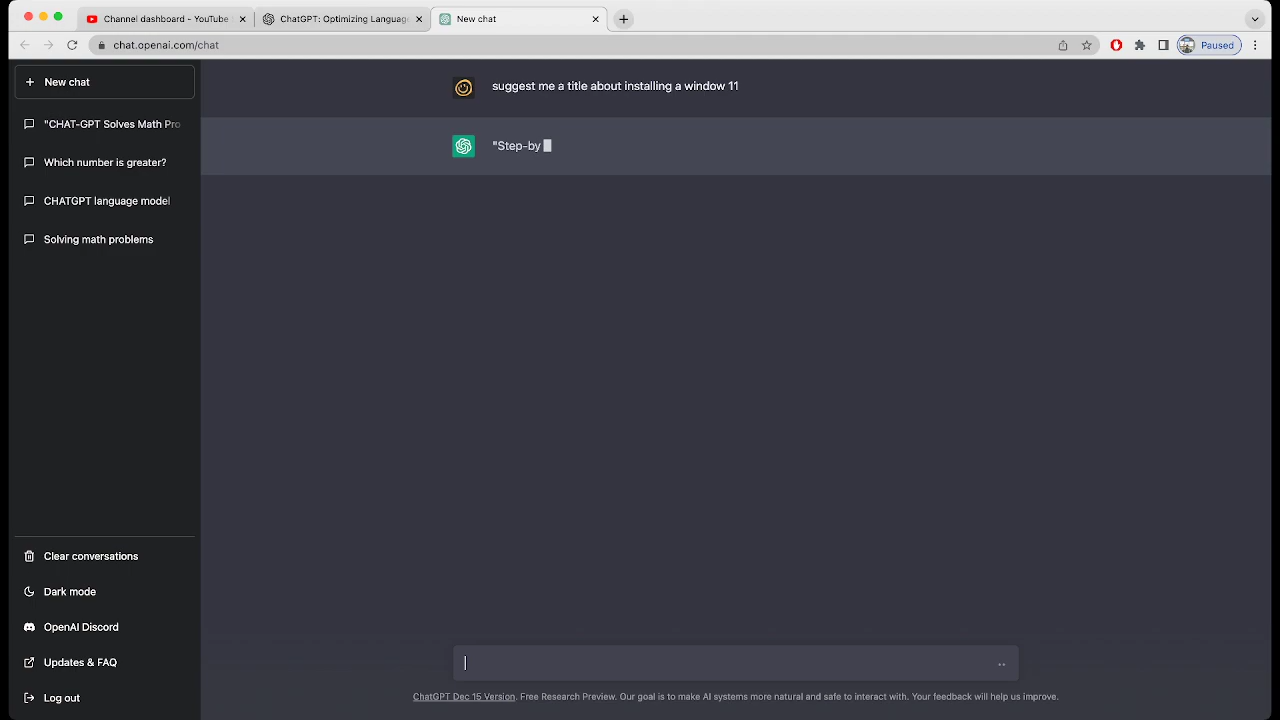 Channel dashboard - YouTube
ChatGPT: Optimizing Language
New chat
chat.openai.com/chat
Paused
New chat
"CHAT-GPT Solves Math Pro
Which number is greater?
CHATGPT language model
Solving math problems
Clear conversations
Dark mode
OpenAI Discord
Updates & FAQ
Log out
suggest me a title about installing a window 11
"Step-by
ChatGPT Dec 15 Version. Free Research Preview. Our goal is to make AI systems more natural and safe to interact with. Your feedback will help us improve.